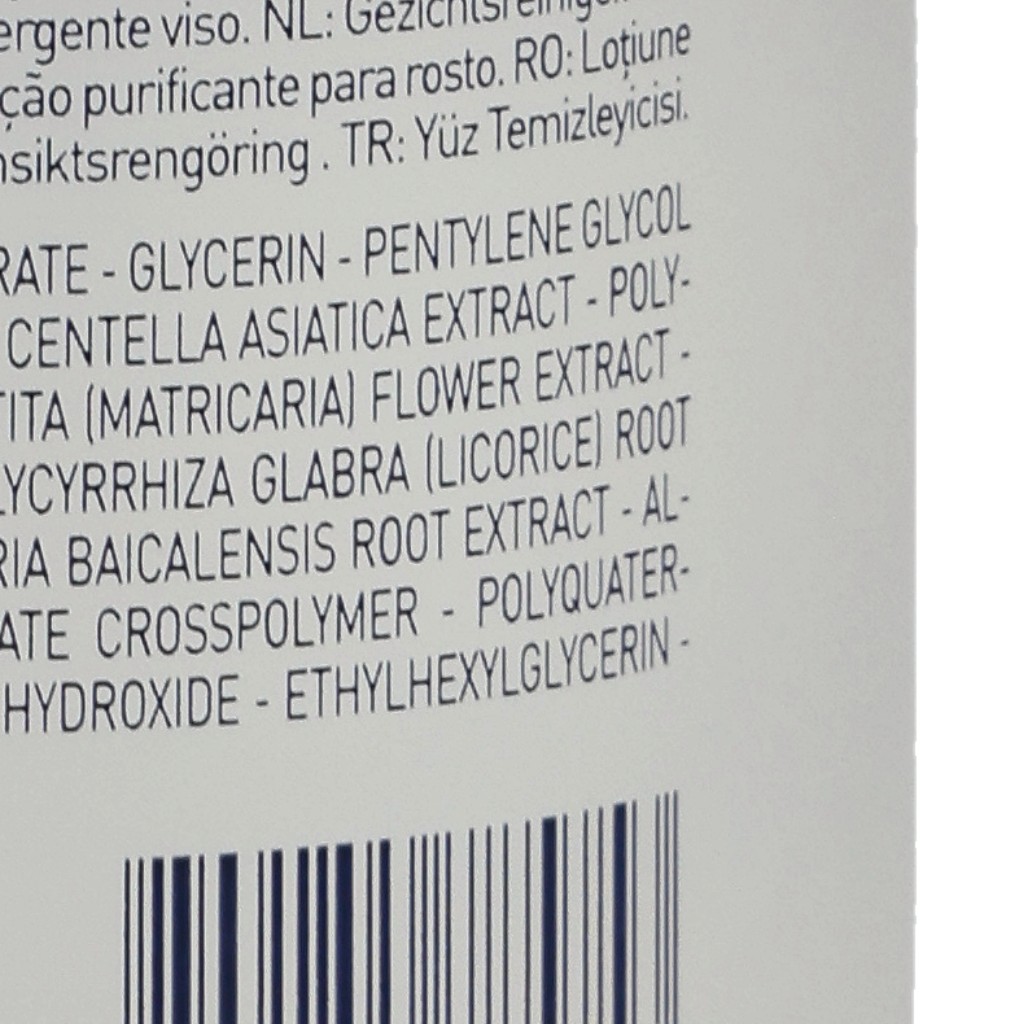 ergente viso. NL: Gezichtsreinige
ção purificante para rosto. RO: Loțiune
nsiktsrengöring . TR: Yüz Temizleyicisi.
RATE - GLYCERIN - PENTYLENE GLYCOL
CENTELLA ASIATICA EXTRACT - POLY-
TITA (MATRICARIA) FLOWER EXTRACT -
LYCYRRHIZA GLABRA (LICORICE) ROOT
RIA BAICALENSIS ROOT EXTRACT - AL-
ATE CROSSPOLYMER - POLYQUATER-
HYDROXIDE - ETHYLHEXYLGLYCERIN -